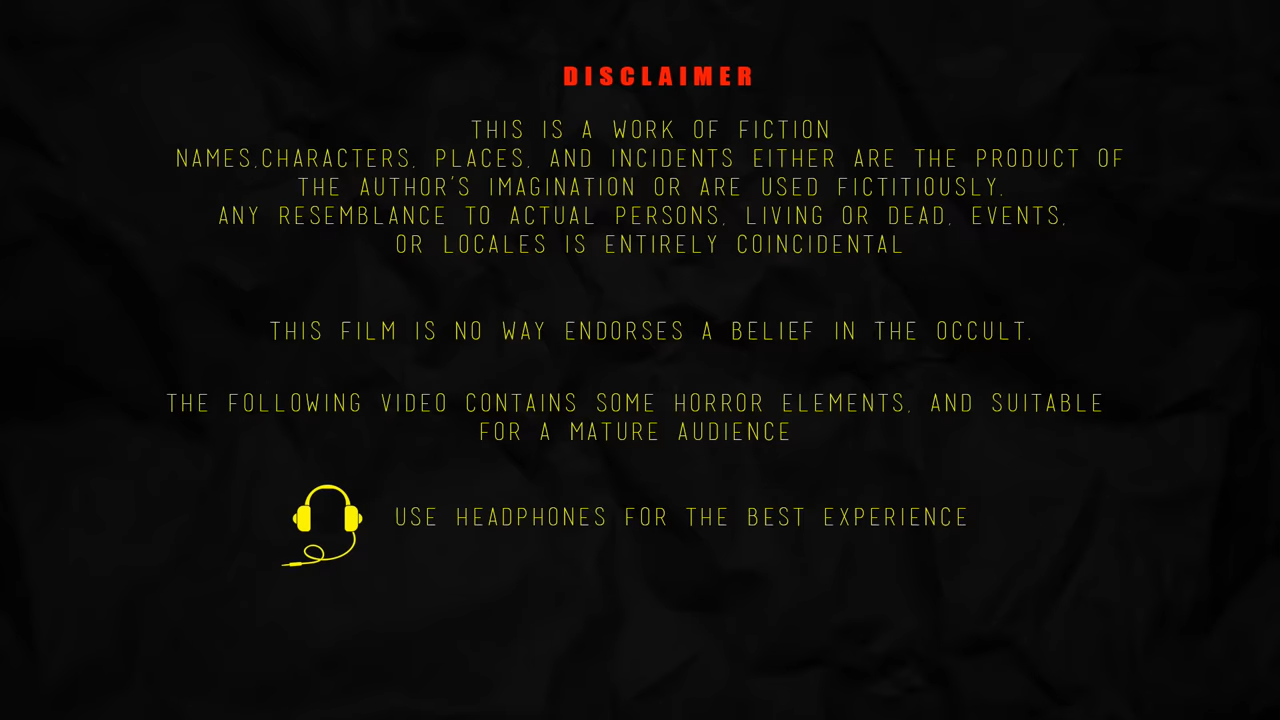 DISCLAIMER
THIS IS A WORK OF FICTION
NAMES,CHARACTERS, PLACES, AND INCIDENTS EITHER ARE THE PRODUCT OF
THE AUTHOR'S IMAGINATION OR ARE USED FICTITIOUSLY.
ANY RESEMBLANCE TO ACTUAL PERSONS, LIVING OR DEAD, EVENTS,
OR LOCALES IS ENTIRELY COINCIDENTAL
THIS FILM IS NO WAY ENDORSES A BELIEF IN THE OCCULT.
THE FOLLOWING VIDEO CONTAINS SOME HORROR ELEMENTS, AND SUITABLE
FOR A MATURE AUDIENCE
USE HEADPHONES FOR THE BEST EXPERIENCE